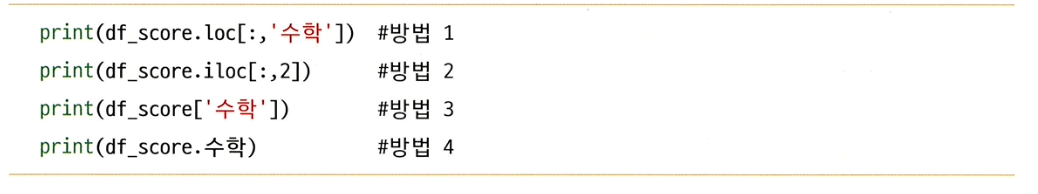 print(df_score.loc[:,'수학'])  #방법 1
print(df_score.iloc[:,2])      #방법 2
print(df_score['수학'])        #방법 3
print(df_score.수학)           #방법 4